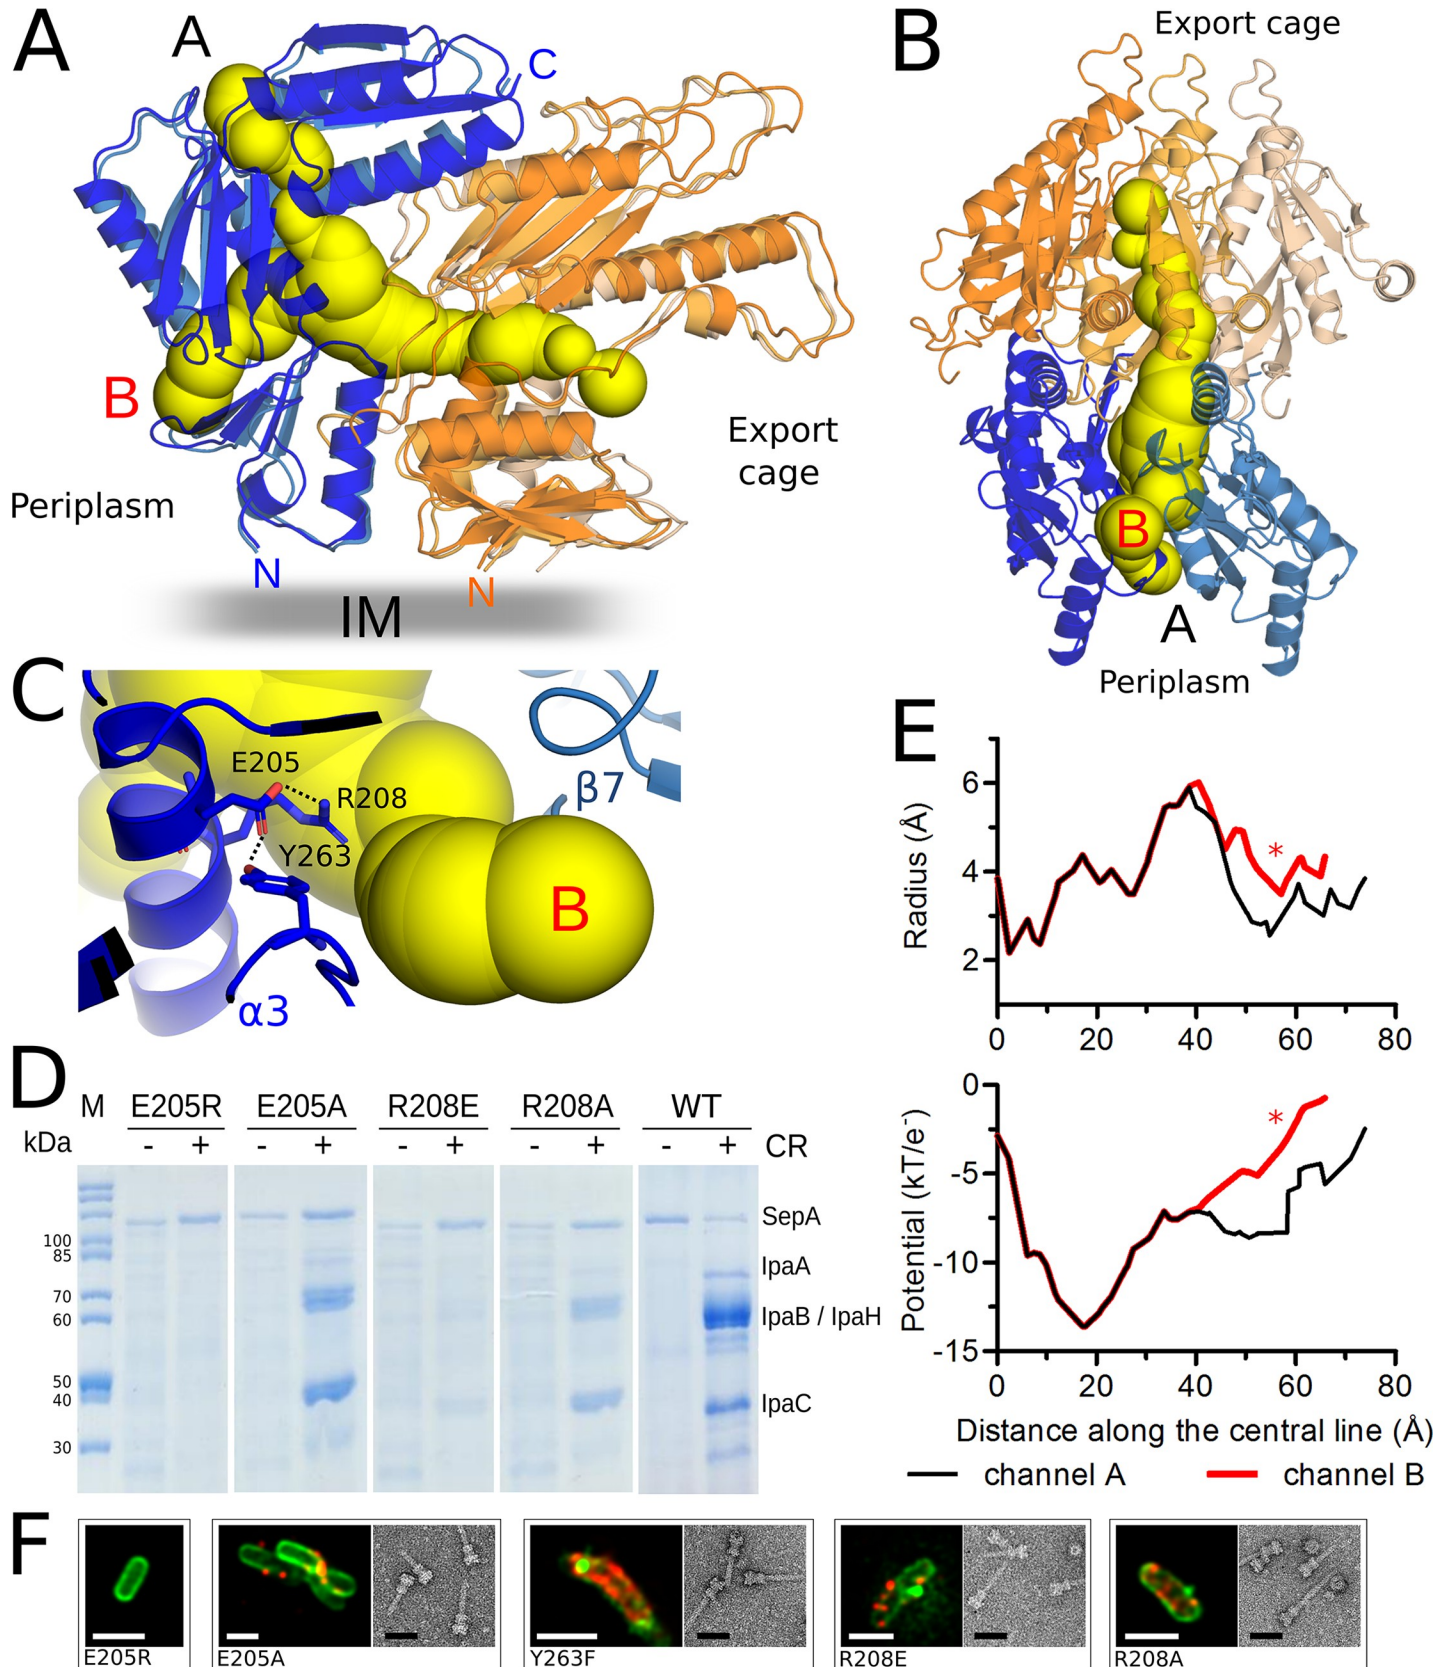 A
A
C
B
Periplasm
N
N
IM
Export
cage
B
Export cage
B
A
Periplasm
C
E205
R208
Y263
β7
B
α3
D
M
E205R
E205A
R208E
R208A
WT
kDa
-
+
-
+
-
+
-
+
-
+
CR
100
85
70
60
50
40
30
SepA
IpaA
IpaB / IpaH
IpaC
E
Radius (Å)
6
4
2
*
0
20
40
60
80
Potential (kT/e⁻)
0
-5
-10
-15
*
0
20
40
60
80
Distance along the central line (Å)
channel A
channel B
F
E205R
E205A
Y263F
R208E
R208A